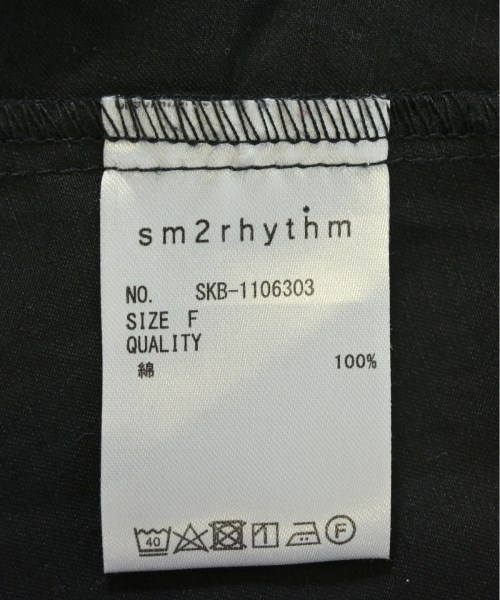 sm2rhythm
NO. SKB-1106303
SIZE F
QUALITY
綿 100%
40 F